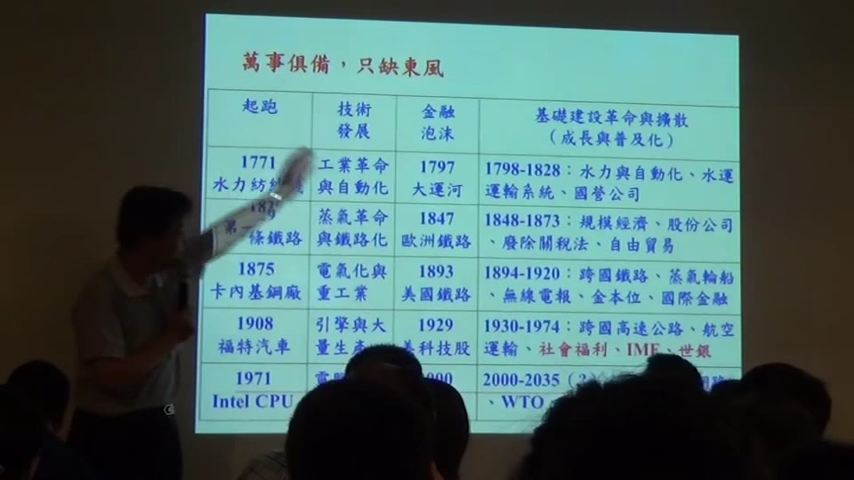 萬事俱備，只缺東風
起跑
技術
發展
金融
泡沫
基礎建設革命與擴散
（成長與普及化）
1771
水力紡
工業革命
與自動化
1797
大運河
1798-1828：水力與自動化、水運
運輸系統、國營公司
第一條鐵路
蒸氣革命
與鐵路化
1847
歐洲鐵路
1848-1873：規模經濟、股份公司
、廢除關稅法、自由貿易
1875
卡內基鋼廠
電氣化與
重工業
1893
美國鐵路
1894-1920：跨國鐵路、蒸氣輪船
、無線電報、金本位、國際金融
1908
福特汽車
引擎與大
量生產
1929
美科技股
1930-1974：跨國高速公路、航空
運輸、社會福利、IMF、世銀
1971
Intel CPU
2000-2035
、WTO